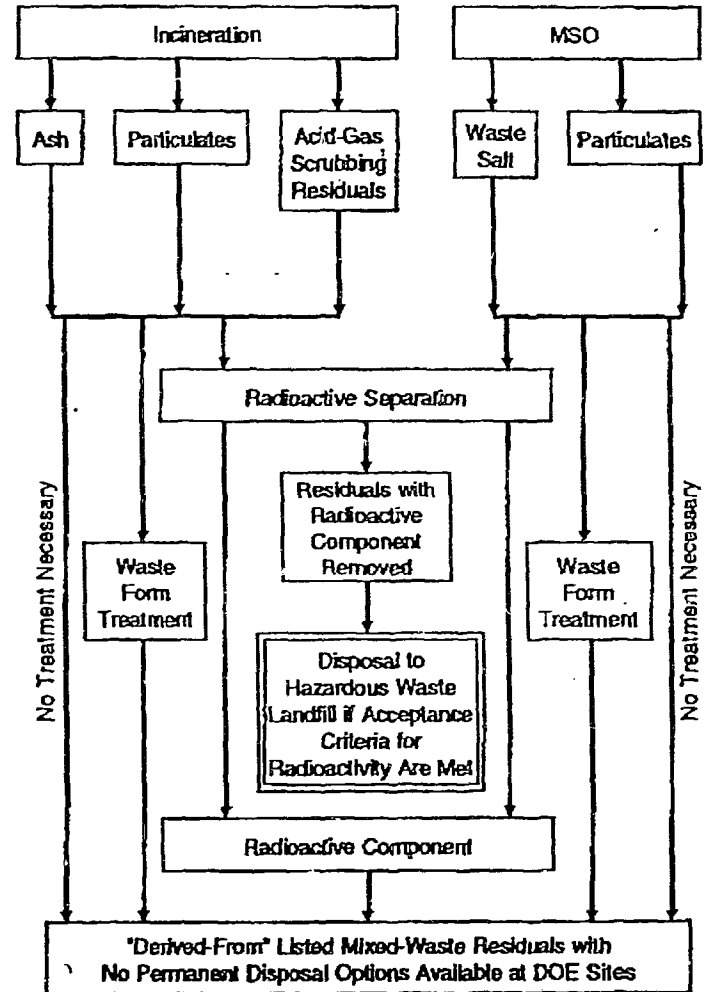 Incineration
MSO
Ash
Particulates
Acid-Gas
Scrubbing
Residuals
Waste
Salt
Particulates
Radioactive Separation
No Treatment Necessary
Residuals with
Radioactive
Component
Removed
Waste
Form
Treatment
Waste
Form
Treatment
No Treatment Necessary
Disposal to
Hazardous Waste
Landfill if Acceptance
Criteria for
Radioactivity Are Met
Radioactive Component
"Derived-From" Listed Mixed-Waste Residuals with
No Permanent Disposal Options Available at DOE Sites